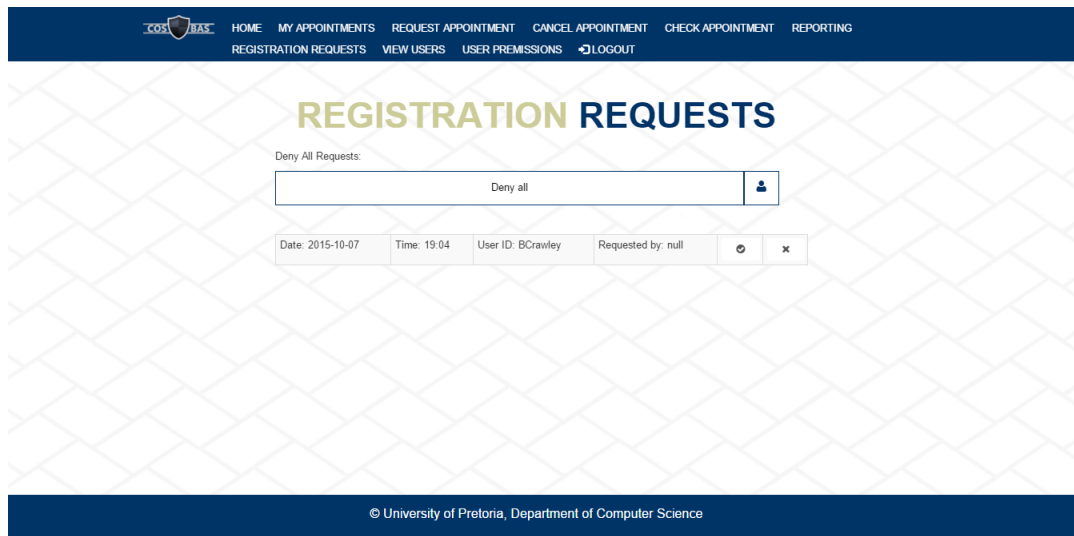 COS BAS HOME MY APPOINTMENTS REQUEST APPOINTMENT CANCEL APPOINTMENT CHECK APPOINTMENT REPORTING
REGISTRATION REQUESTS VIEW USERS USER PREMISSIONS LOGOUT
REGISTRATION REQUESTS
Deny All Requests:
Deny all
Date: 2015-10-07 Time: 19:04 User ID: BCrawley Requested by: null
© University of Pretoria, Department of Computer Science